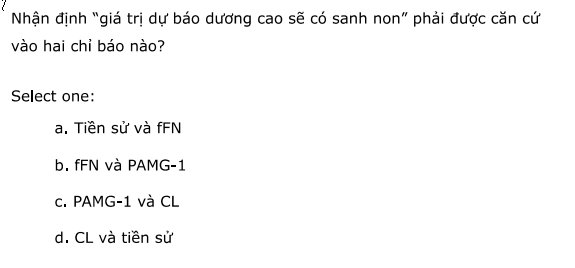 Nhận định “giá trị dự báo dương cao sẽ có sanh non” phải được căn cứ
vào hai chỉ báo nào?
Select one:
a. Tiền sử và fFN
b. fFN và PAMG-1
c. PAMG-1 và CL
d. CL và tiền sử